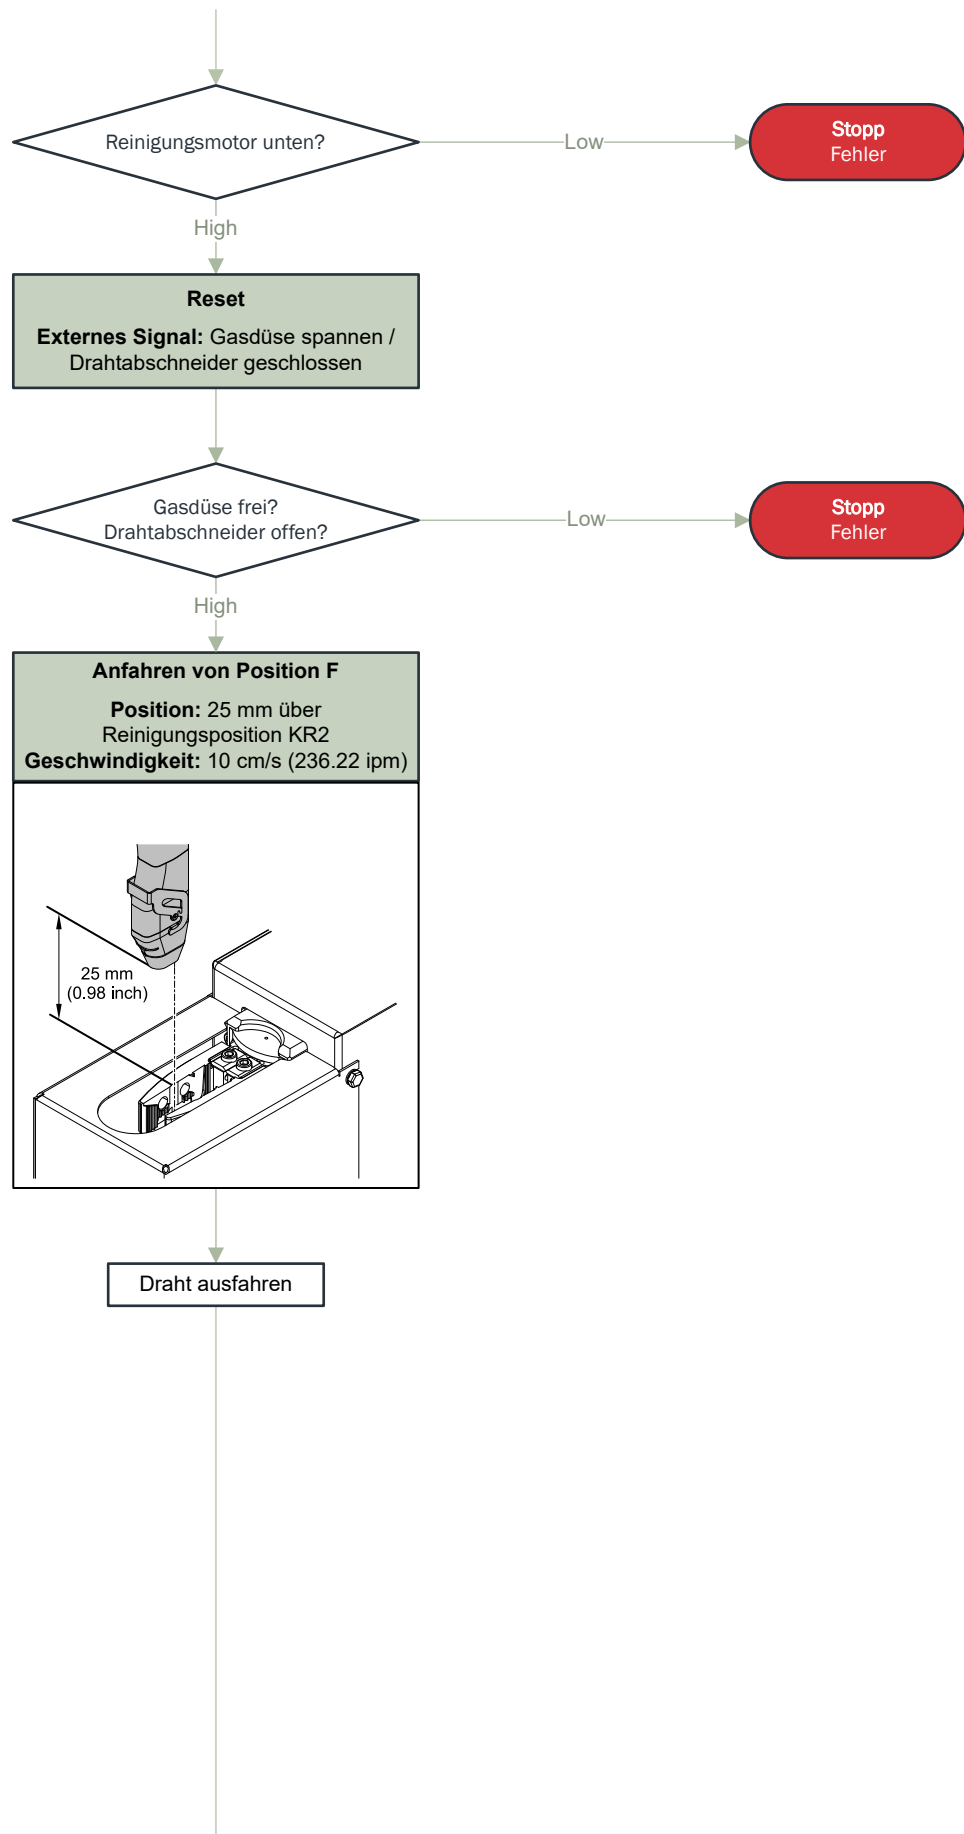 Reinigungsmotor unten?
Low
Stopp
Fehler
High
Reset
Externes Signal: Gasdüse spannen /
Drahtabschneider geschlossen
Gasdüse frei?
Drahtabschneider offen?
Low
Stopp
Fehler
High
Anfahren von Position F
Position: 25 mm über
Reinigungsposition KR2
Geschwindigkeit: 10 cm/s (236.22 ipm)
25 mm
(0.98 inch)
Draht ausfahren